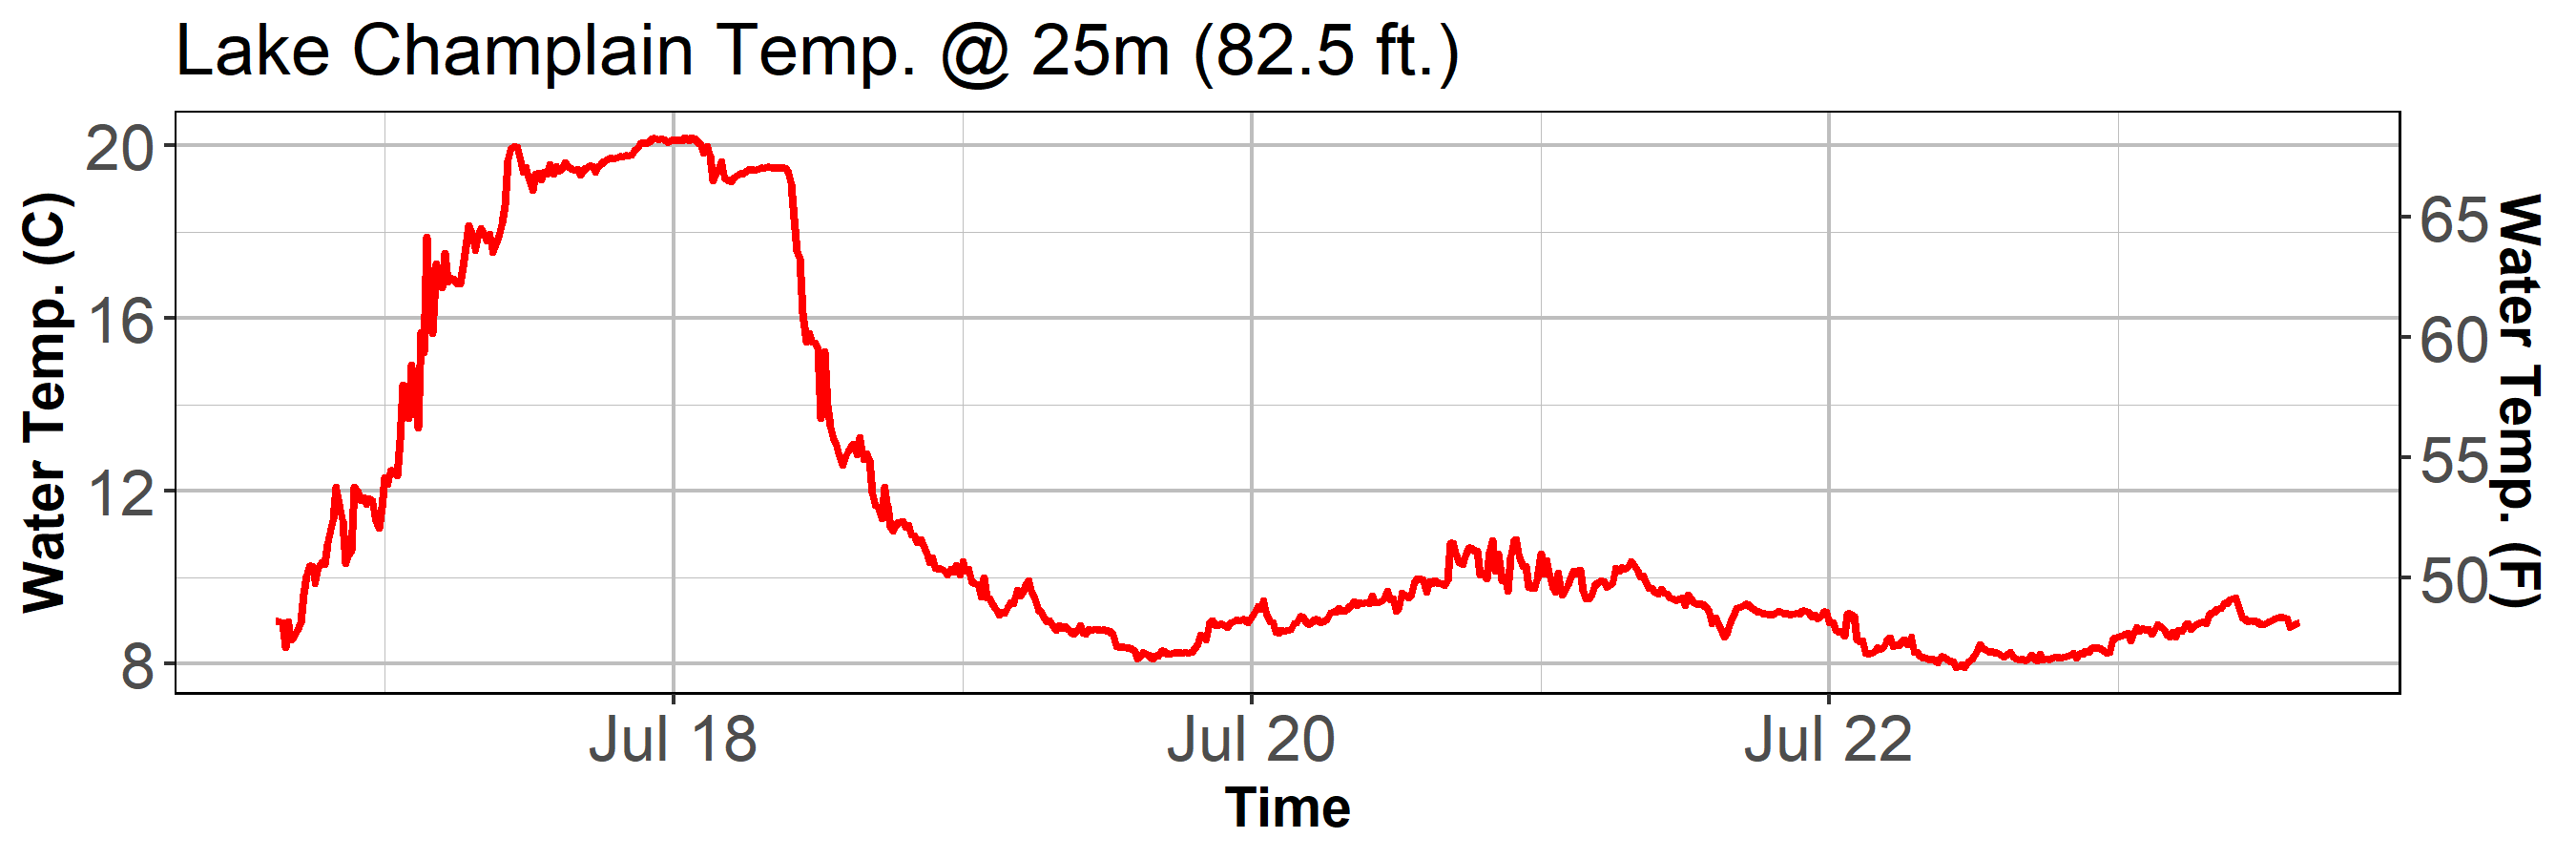 Lake Champlain Temp. @ 25m (82.5 ft.)
Water Temp. (C)
20
16
12
8
65
60
55
50
Water Temp. (F)
Jul 18
Jul 20
Jul 22
Time